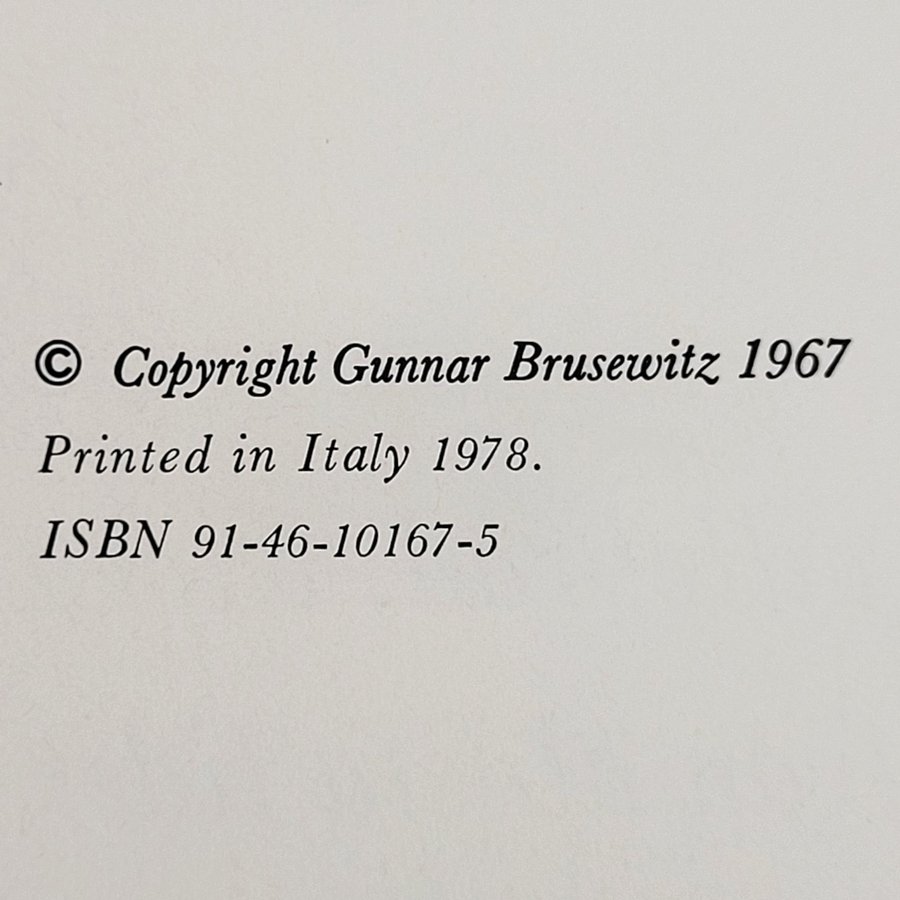 © Copyright Gunnar Brusewitz 1967
Printed in Italy 1978.
ISBN 91-46-10167-5